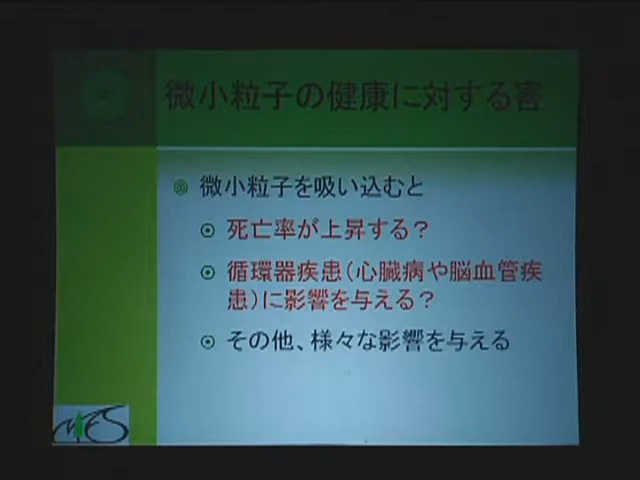 微小粒子の健康に対する害
微小粒子を吸い込むと
死亡率が上昇する？
循環器疾患（心臓病や脳血管疾
患）に影響を与える？
その他、様々な影響を与える
NIES